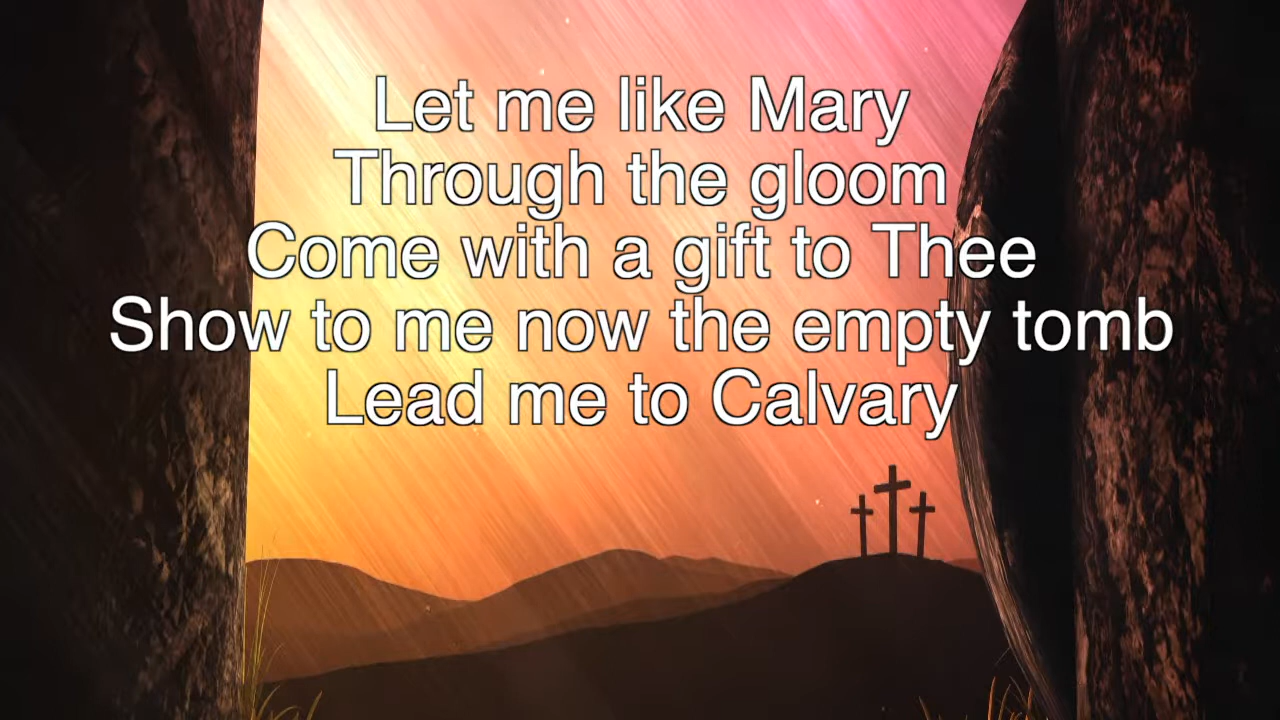 Let me like Mary
Through the gloom
Come with a gift to Thee
Show to me now the empty tomb
Lead me to Calvary